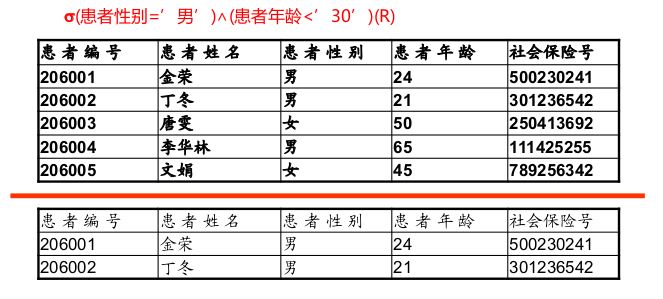 σ(患者性别=’男’)∧(患者年龄<’30’)(R)
患者编号 患者姓名 患者性别 患者年龄 社会保险号
206001 金荣 男 24 500230241
206002 丁冬 男 21 301236542
206003 唐雯 女 50 250413692
206004 李华林 男 65 111425255
206005 文娟 女 45 789256342
患者编号 患者姓名 患者性别 患者年龄 社会保险号
206001 金荣 男 24 500230241
206002 丁冬 男 21 301236542